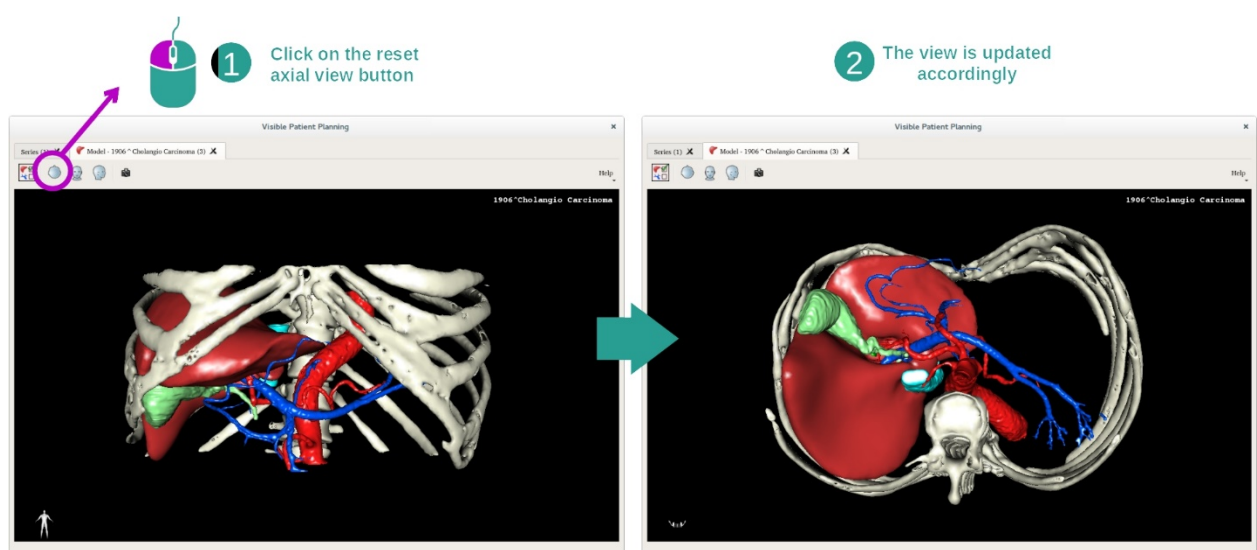 1 Click on the reset
axial view button
2 The view is updated
accordingly
Visible Patient Planning
Model - 1906 ^ Cholangio Carcinoma (3)
Help
1906^Cholangio Carcinoma
Visible Patient Planning
Series (1) Model - 1906 ^ Cholangio Carcinoma (3)
Help
1906^Cholangio Carcinoma